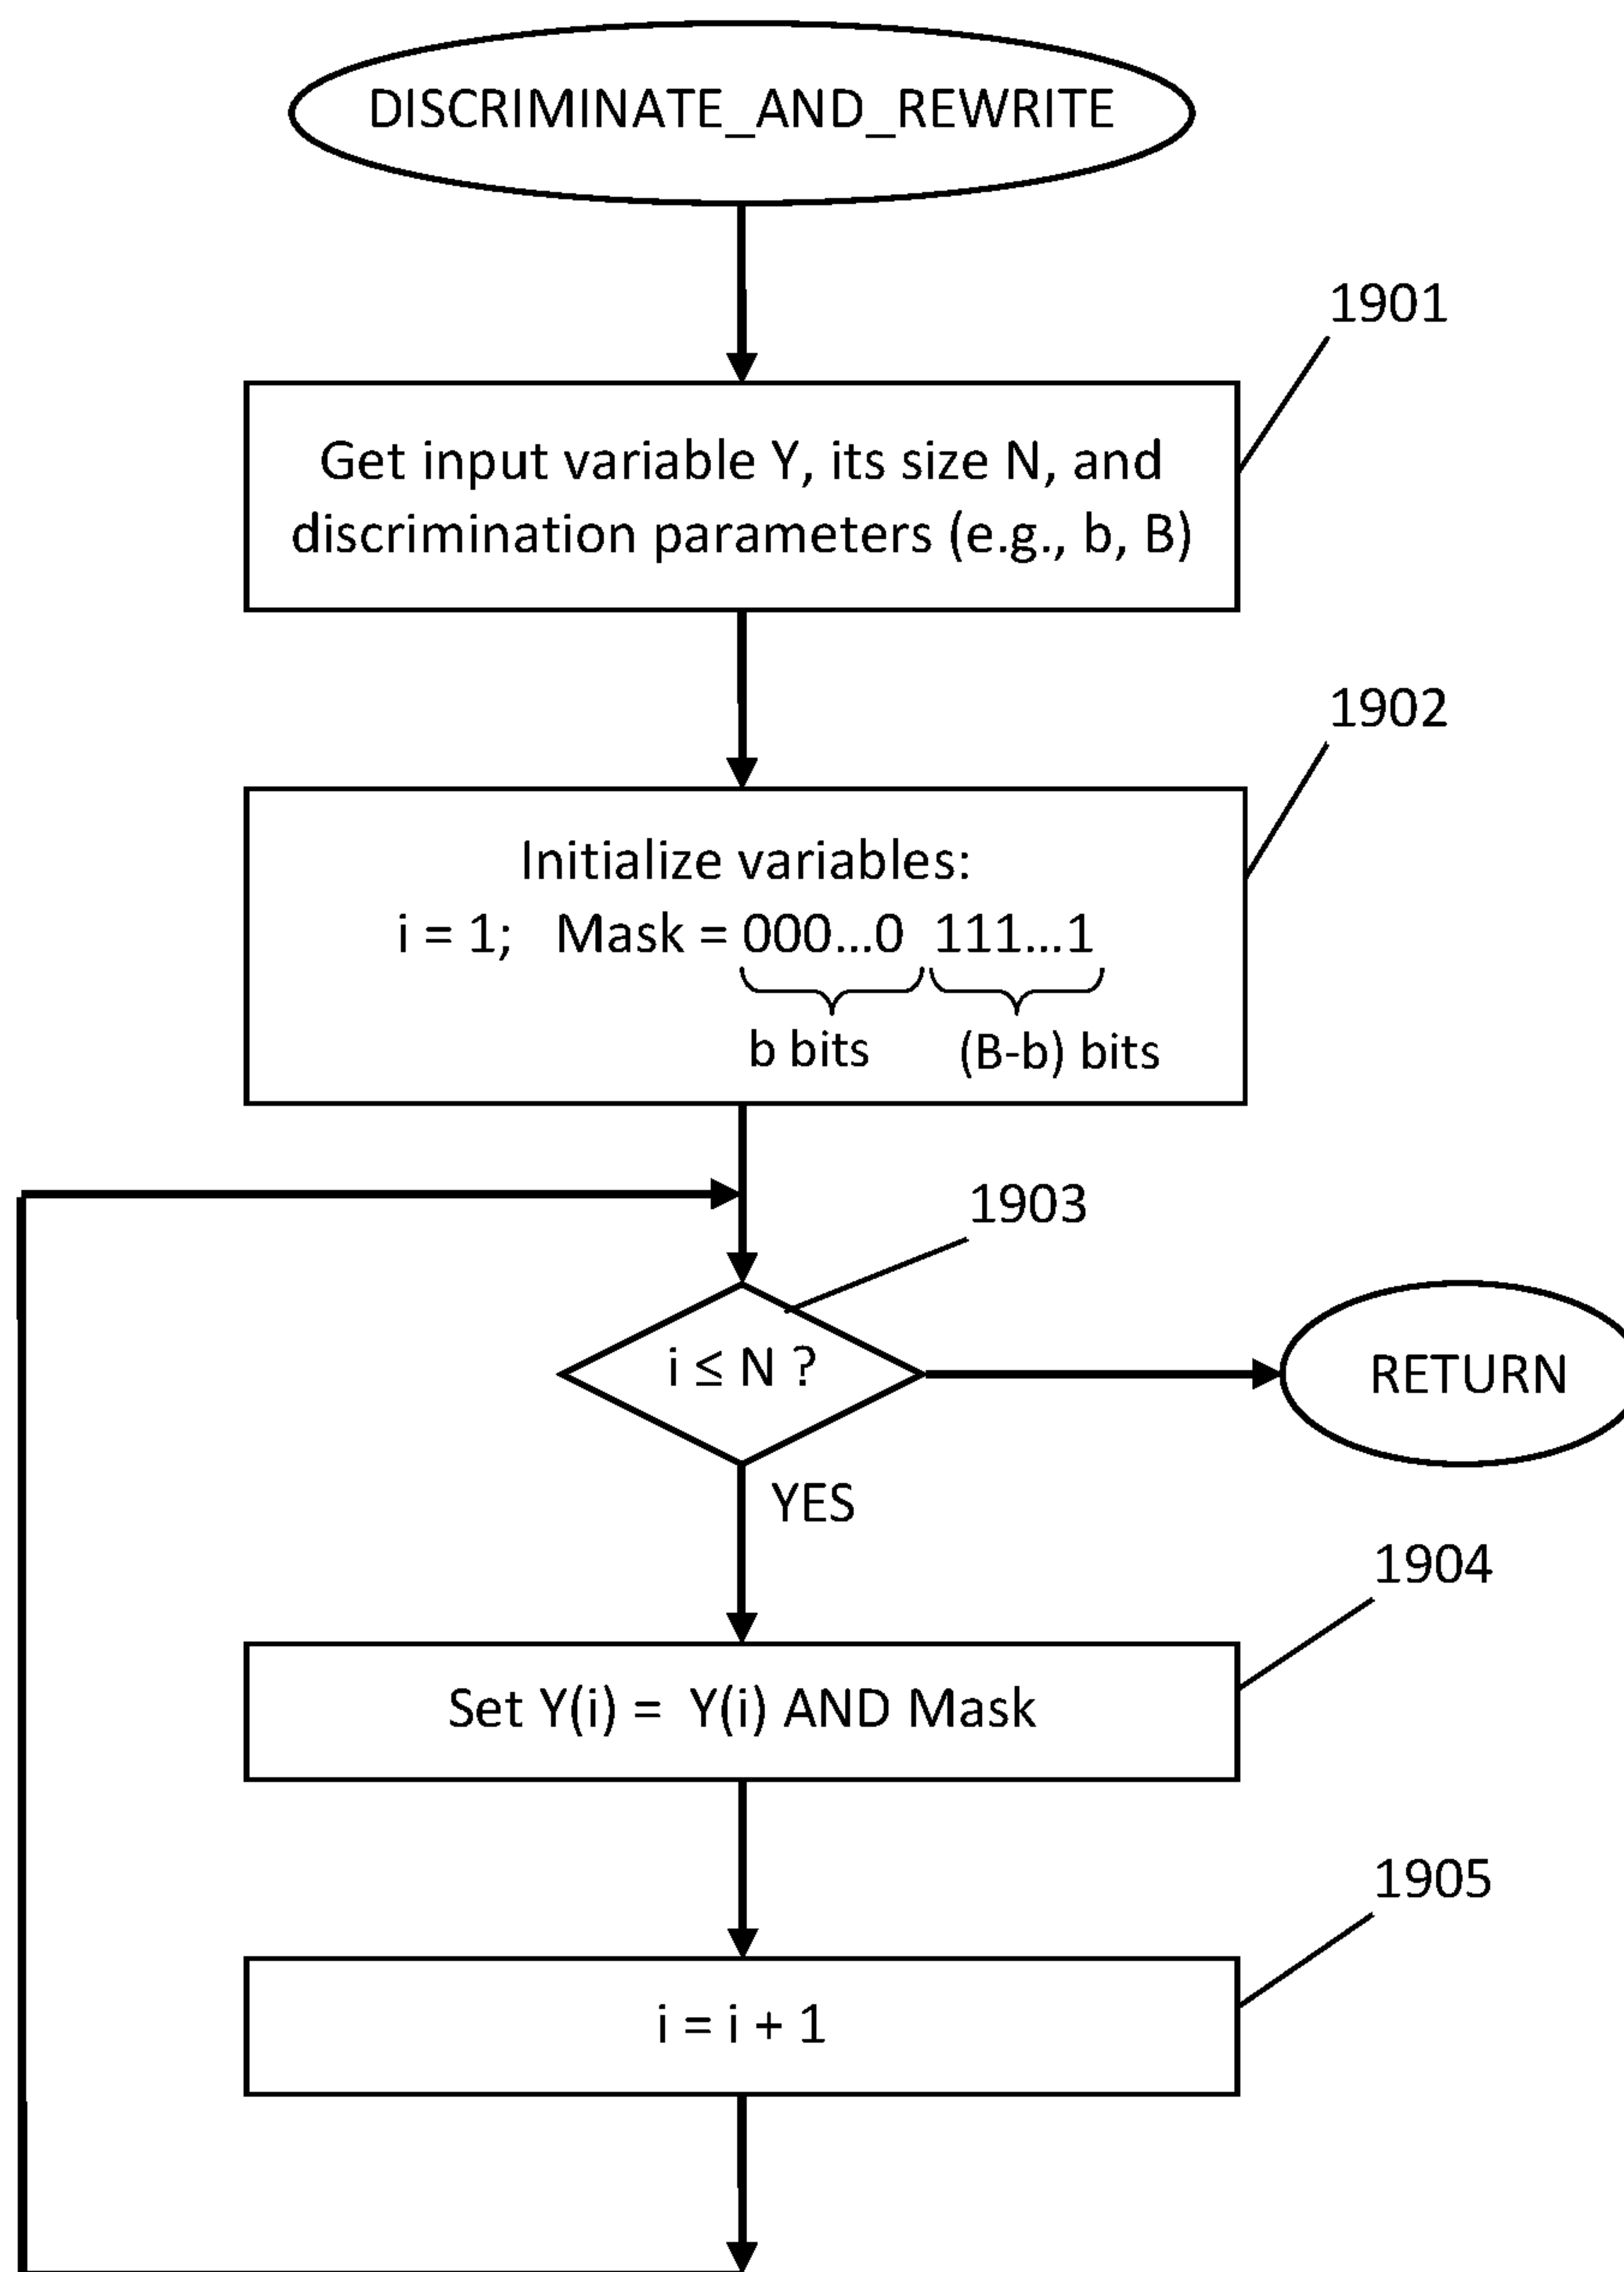 DISCRIMINATE_AND_REWRITE
1901
Get input variable Y, its size N, and
discrimination parameters (e.g., b, B)
1902
Initialize variables:
i = 1; Mask = 000...0 111...1
b bits (B-b) bits
1903
i ≤ N ?
RETURN
YES
1904
Set Y(i) = Y(i) AND Mask
1905
i = i + 1